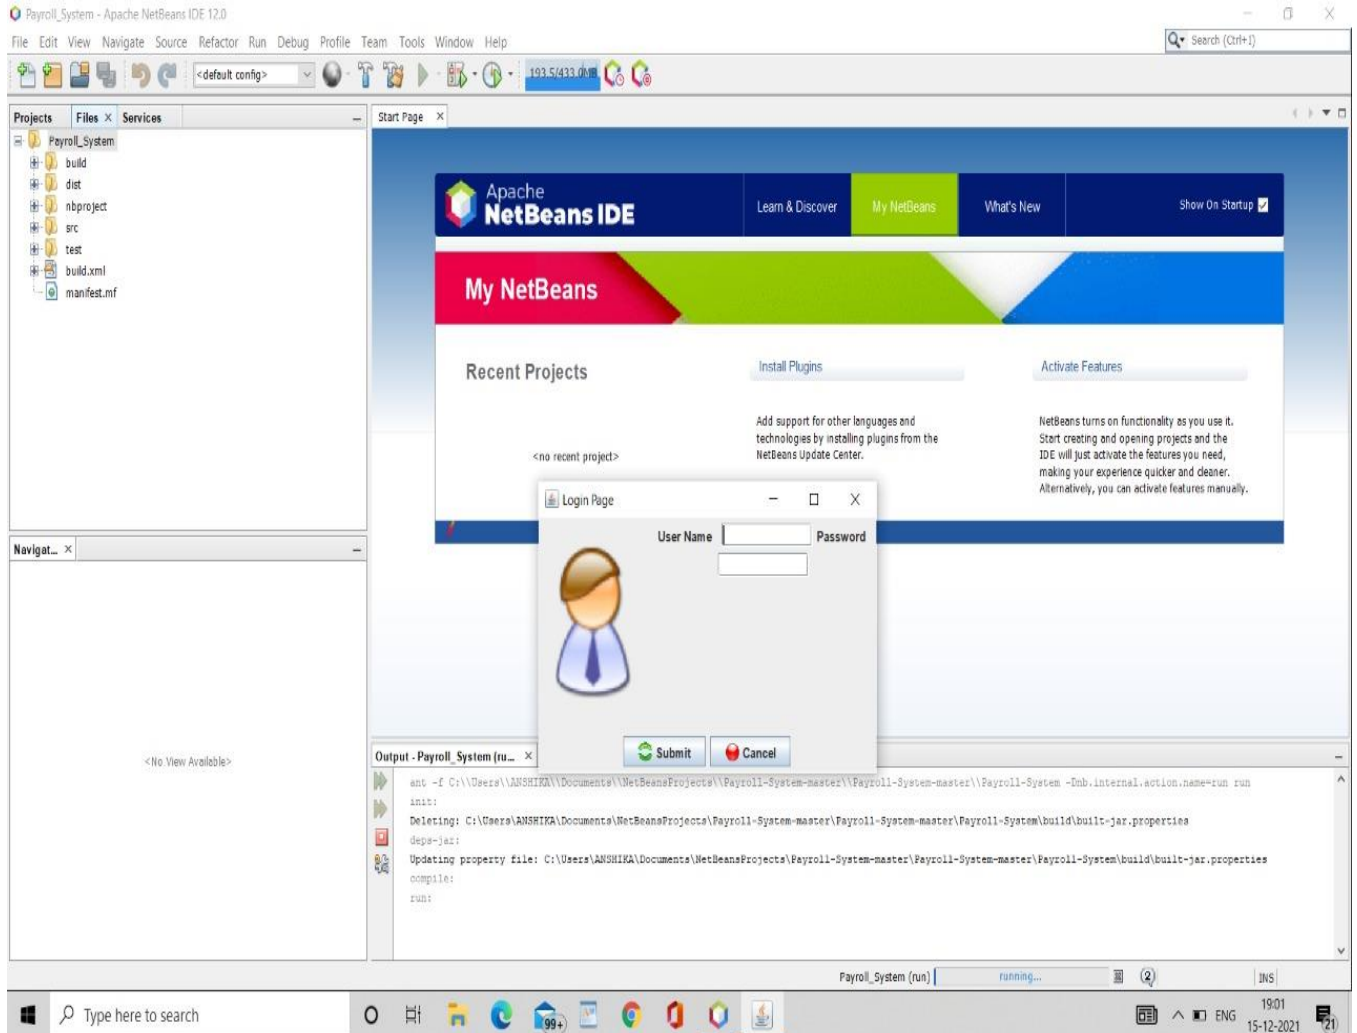 Payroll_System - Apache NetBeans IDE 12.0
File Edit View Navigate Source Refactor Run Debug Profile Team Tools Window Help
Search (Ctrl+I)
<default config>
193.5/433.0MB
Projects Files Services
Start Page
Payroll_System
build
dist
nbproject
src
test
build.xml
manifest.mf
Apache
NetBeans IDE
Learn & Discover
My NetBeans
What's New
Show On Startup
My NetBeans
Recent Projects
<no recent project>
Install Plugins
Add support for other languages and
technologies by installing plugins from the
NetBeans Update Center.
Activate Features
NetBeans turns on functionality as you use it.
Start creating and opening projects and the
IDE will just activate the features you need,
making your experience quicker and cleaner.
Alternatively, you can activate features manually.
Login Page
User Name
Password
Submit
Cancel
Navigat...
<No View Available>
Output - Payroll_System (ru...
ant -f C:\\Users\\ANSHIKA\\Documents\\NetBeansProjects\\Payroll-System-master\\Payroll-System-master\\Payroll-System -Dnb.internal.action.name=run run
init:
Deleting: C:\Users\ANSHIKA\Documents\NetBeansProjects\Payroll-System-master\Payroll-System-master\Payroll-System\build\built-jar.properties
deps-jar:
Updating property file: C:\Users\ANSHIKA\Documents\NetBeansProjects\Payroll-System-master\Payroll-System-master\Payroll-System\build\built-jar.properties
compile:
run:
Payroll_System (run)
running...
2
INS
Type here to search
99+
ENG
19:01
15-12-2021
21